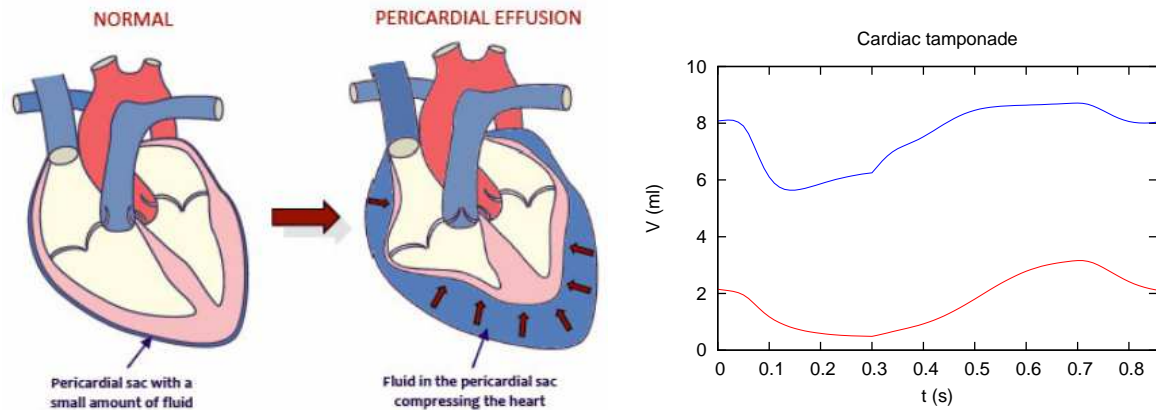 NORMAL
PERICARDIAL EFFUSION
Pericardial sac with a
small amount of fluid
Fluid in the pericardial sac
compressing the heart
Cardiac tamponade
V (ml)
10
8
6
4
2
0
0 0.1 0.2 0.3 0.4 0.5 0.6 0.7 0.8
t (s)